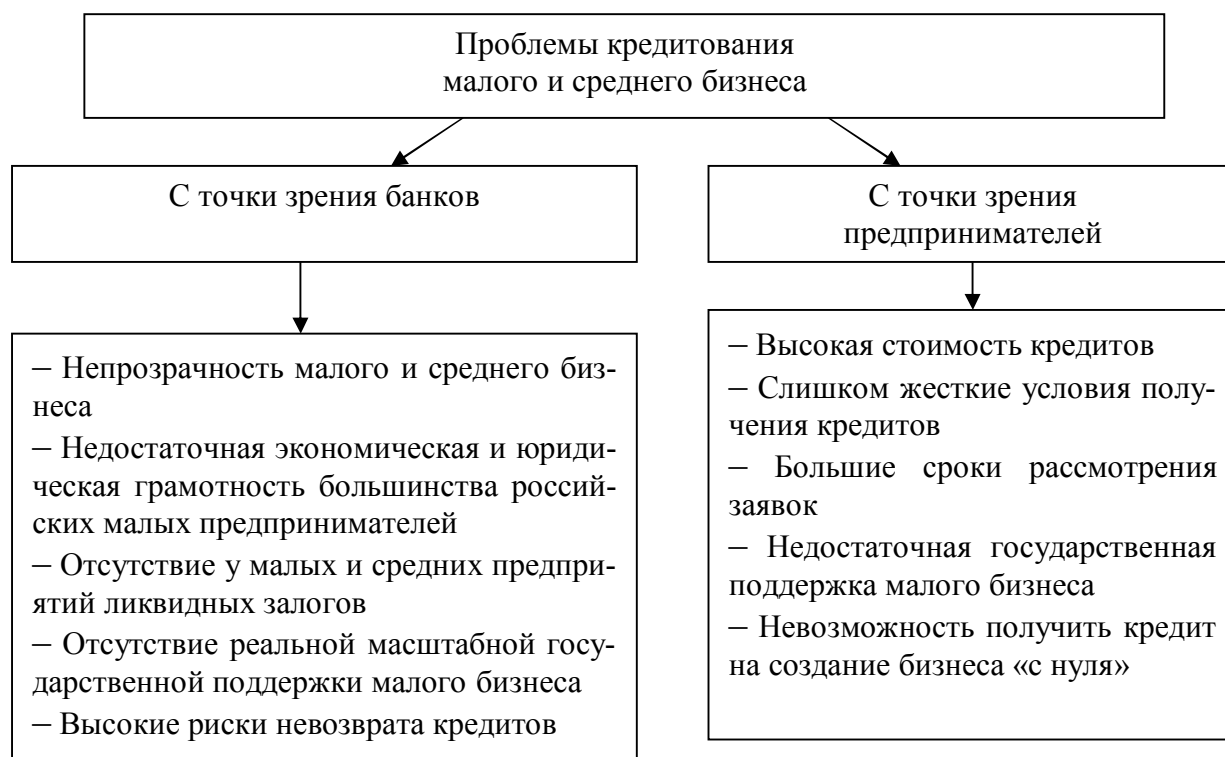 Проблемы кредитования
малого и среднего бизнеса
С точки зрения банков
С точки зрения
предпринимателей
– Непрозрачность малого и среднего биз-
неса
– Недостаточная экономическая и юриди-
ческая грамотность большинства россий-
ских малых предпринимателей
– Отсутствие у малых и средних предпри-
ятий ликвидных залогов
– Отсутствие реальной масштабной госу-
дарственной поддержки малого бизнеса
– Высокие риски невозврата кредитов
– Высокая стоимость кредитов
– Слишком жесткие условия полу-
чения кредитов
– Большие сроки рассмотрения
заявок
– Недостаточная государственная
поддержка малого бизнеса
– Невозможность получить кредит
на создание бизнеса «с нуля»